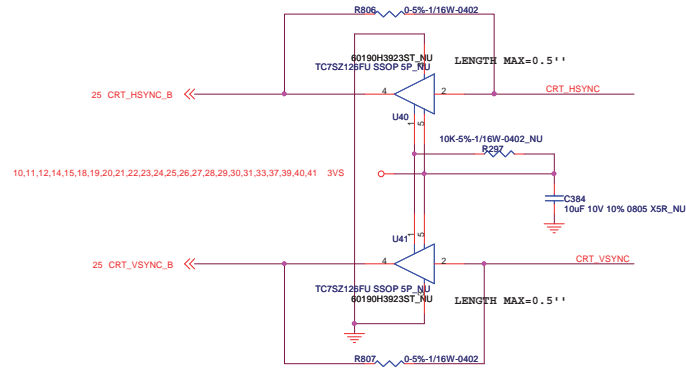 R806 0-5%-1/16W-0402
60190H3923ST_NU
TC7SZ126FU SSOP 5P_NU
LENGTH MAX=0.5''
25 CRT_HSYNC_B
4
2
CRT_HSYNC
U40
1
5
10K-5%-1/16W-0402_NU
R297
10,11,12,14,15,18,19,20,21,22,23,24,25,26,27,28,29,30,31,33,37,39,40,41 3VS
C384
10uF 10V 10% 0805 X5R_NU
U41
1
5
25 CRT_VSYNC_B
4
2
CRT_VSYNC
TC7SZ126FU SSOP 5P_NU
60190H3923ST_NU
LENGTH MAX=0.5''
R807 0-5%-1/16W-0402